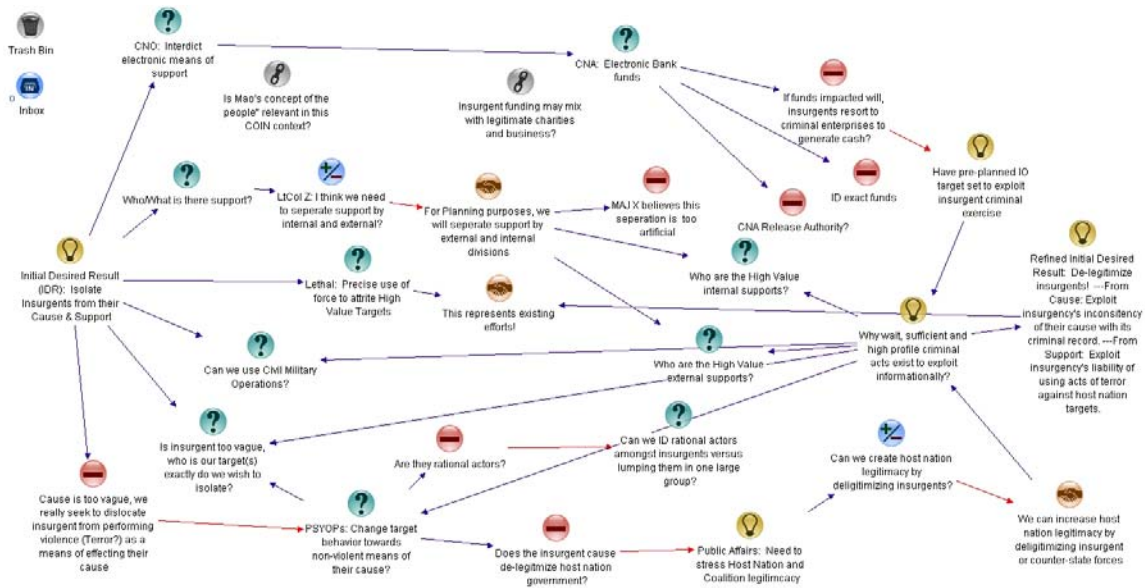 Trash Bin
0
IN
Inbox
CNO: Interdict
electronic means of
support
Is Mao's concept of the
people" relevant in this
COIN context?
Insurgent funding may mix
with legitimate charities
and business?
CNA: Electronic Bank
funds
If funds impacted will,
insurgents resort to
criminal enterprises to
generate cash?
ID exact funds
CNA Release Authority?
Have pre-planned IO
target set to exploit
insurgent criminal
exercise
Who/What is there support?
LtCol Z: I think we need
to seperate support by
internal and external?
For Planning purposes, we
will seperate support by
external and internal
divisions
MAJ X believes this
seperation is too
artificial
Who are the High Value
internal supports?
Initial Desired Result
(IDR): Isolate
Insurgents from their
Cause & Support
Lethal: Precise use of
force to attrite High
Value Targets
This represents existing
efforts!
Refined Initial Desired
Result: De-legitimize
insurgents! ---From
Cause: Exploit
insurgency's inconsitency
of their cause with its
criminal record. ---From
Support: Exploit
insurgency's liability of
using acts of terror
against host nation
targets.
Why wait, sufficient and
high profile criminal
acts exist to exploit
informationally?
Can we use Civil Military
Operations?
Who are the High Value
external supports?
Is insurgent too vague,
who is our target(s)
exactly do we wish to
isolate?
Are they rational actors?
Can we ID rational actors
amongst insurgents versus
lumping them in one large
group?
Can we create host nation
legitimacy by
deligitimizing insurgents?
Cause is too vague, we
really seek to dislocate
insurgent from performing
violence (Terror?) as a
means of effecting their
cause
PSYOPs: Change target
behavior towards
non-violent means of
their cause?
Does the insurgent cause
de-legitmize host nation
government?
Public Affairs: Need to
stress Host Nation and
Coalition legitimcacy
We can increase host
nation legitimacy by
deligitimizing insurgent
or counter-state forces